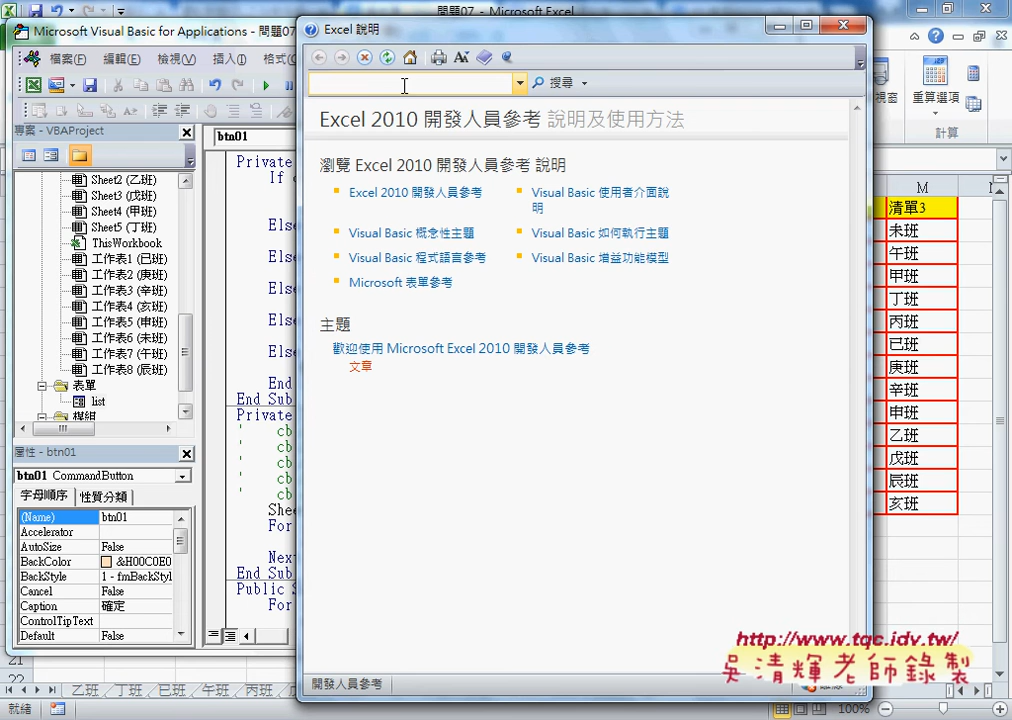 問題07 - Microsoft Excel
Microsoft Visual Basic for Applications - 問題07
Excel 說明
檔案(F) 編輯(E) 檢視(V) 插入(I) 格式(
搜尋
專案 - VBAProject
btn01
Excel 2010 開發人員參考 說明及使用方法
瀏覽 Excel 2010 開發人員參考 說明
Excel 2010 開發人員參考
Visual Basic 使用者介面說明
Visual Basic 概念性主題
Visual Basic 如何執行主題
Visual Basic 程式語言參考
Visual Basic 增益功能模型
Microsoft 表單參考
主題
歡迎使用 Microsoft Excel 2010 開發人員參考
文章
Sheet2 (乙班)
Sheet3 (戊班)
Sheet4 (甲班)
Sheet5 (丁班)
ThisWorkbook
工作表1 (已班)
工作表2 (庚班)
工作表3 (辛班)
工作表4 (亥班)
工作表5 (申班)
工作表6 (未班)
工作表7 (午班)
工作表8 (辰班)
表單
list
模組
Private
If
Else
Else
Else
Else
Else
End
End Sub
Private
' cb
' cb
' cb
' cb
' cb
She
For
Next
End Sub
Public S
For
屬性 - btn01
btn01 CommandButton
字母順序 性質分類
(Name) btn01
Accelerator
AutoSize False
BackColor &H00C0E0
BackStyle 1 - fmBackStyl
Cancel False
Caption 確定
ControlTipText
Default False
視窗
重算選項
計算
M
清單3
未班
午班
甲班
丁班
丙班
已班
庚班
辛班
申班
乙班
戊班
辰班
亥班
21
22
乙班 丁班 已班 午班 丙班
開發人員參考
就緒
100%
http://www.tqc.idv.tw/
吳清輝老師錄製